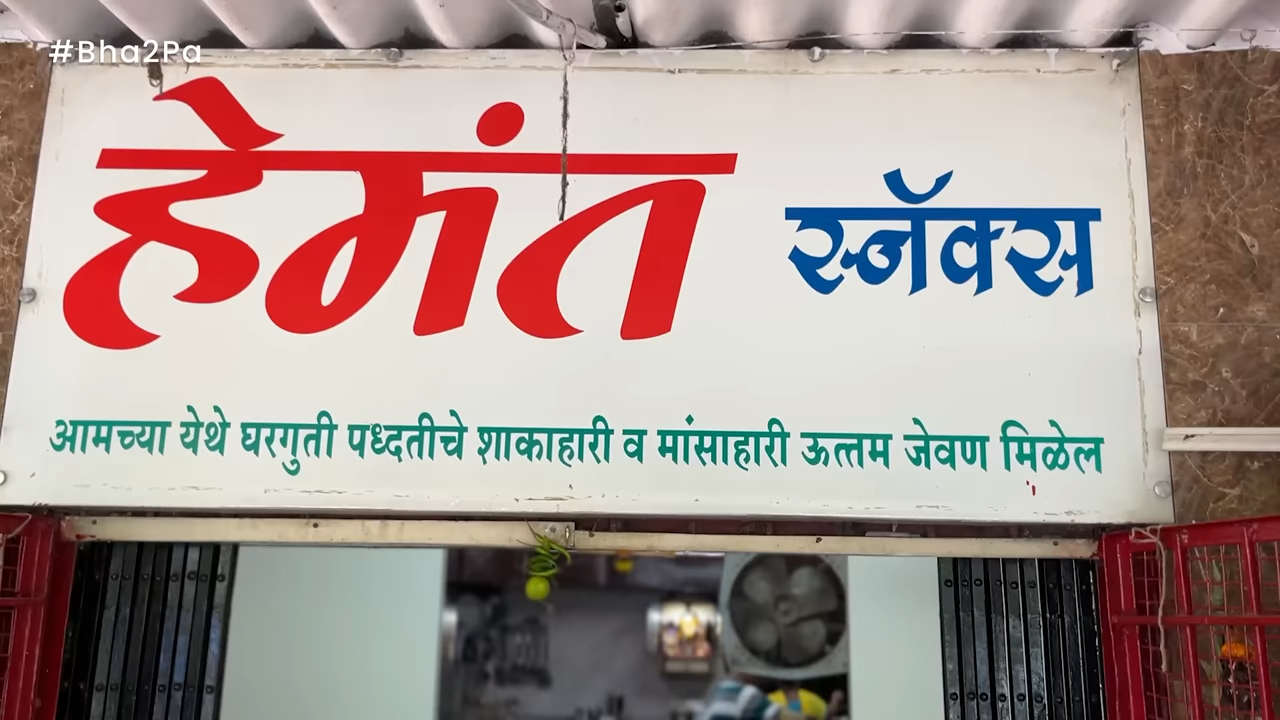 #Bha2Pa
हेमंत स्नॅक्स
आमच्या येथे घरगुती पध्दतीचे शाकाहारी व मांसाहारी ऊत्तम जेवण मिळेल